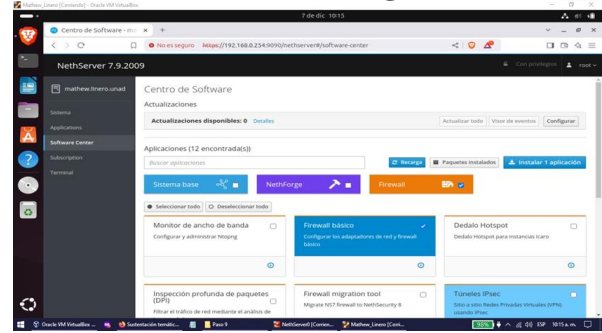 Mathew_Linero [Corriendo] - Oracle VM VirtualBox
7 de dic 10:15
Centro de Software - ma
No es seguro https://192.168.0.254:9090/nethserver#/software-center
NethServer 7.9.2009
Con privilegios
root
mathew.linero.unad
Sistema
Applications
Software Center
Subscription
Terminal
Centro de Software
Actualizaciones
Actualizaciones disponibles: 0 Detalles
Actualizar todo
Visor de eventos
Configurar
Aplicaciones (12 encontrada(s))
Buscar aplicaciones
Recarga
Paquetes instalados
Instalar 1 aplicación
Sistema base
NethForge
Firewall
Seleccionar todo
Deseleccionar todo
Monitor de ancho de banda
Configurar y administrar Ntopng
Firewall básico
Configurar los adaptadores de red y firewall
básico
Dedalo Hotspot
Dedalo Hotspot para instancias Icaro
Inspección profunda de paquetes
(DPI)
Filtrar el tráfico de red mediante el análisis de
Firewall migration tool
Migrate NS7 firewall to NethSecurity 8
Túneles IPsec
Sitio a sitio Redes Privadas Virtuales (VPN)
usando IPsec
Oracle VM VirtualBox ...
Sustentación temátic...
Paso 9
NethServer0 [Corrien...
Mathew_Linero [Corri...
98%
ESP
10:15 a. m.